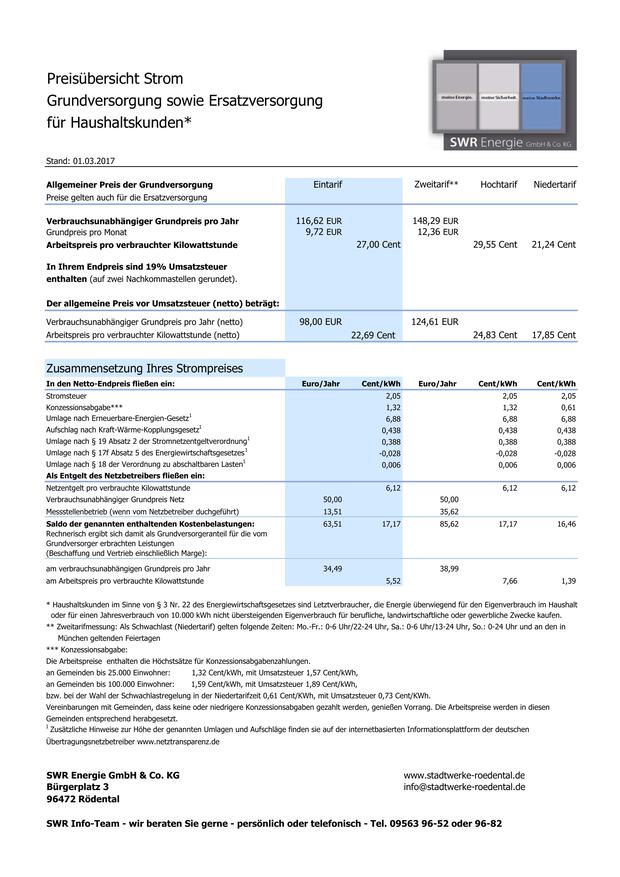 Preisübersicht Strom
Grundversorgung sowie Ersatzversorgung
für Haushaltskunden*
meine Energie. meine Sicherheit. meine Stadtwerke.
SWR Energie GmbH & Co. KG
Stand: 01.03.2017
Allgemeiner Preis der Grundversorgung Eintarif Zweitarif** Hochtarif Niedertarif
Preise gelten auch für die Ersatzversorgung
Verbrauchsunabhängiger Grundpreis pro Jahr 116,62 EUR 148,29 EUR
Grundpreis pro Monat 9,72 EUR 12,36 EUR
Arbeitspreis pro verbrauchter Kilowattstunde 27,00 Cent 29,55 Cent 21,24 Cent
In Ihrem Endpreis sind 19% Umsatzsteuer
enthalten (auf zwei Nachkommastellen gerundet).
Der allgemeine Preis vor Umsatzsteuer (netto) beträgt:
Verbrauchsunabhängiger Grundpreis pro Jahr (netto) 98,00 EUR 124,61 EUR
Arbeitspreis pro verbrauchter Kilowattstunde (netto) 22,69 Cent 24,83 Cent 17,85 Cent
Zusammensetzung Ihres Strompreises
In den Netto-Endpreis fließen ein: Euro/Jahr Cent/kWh Euro/Jahr Cent/kWh Cent/kWh
Stromsteuer 2,05 2,05 2,05
Konzessionsabgabe*** 1,32 1,32 0,61
Umlage nach Erneuerbare-Energien-Gesetz¹ 6,88 6,88 6,88
Aufschlag nach Kraft-Wärme-Kopplungsgesetz¹ 0,438 0,438 0,438
Umlage nach § 19 Absatz 2 der Stromnetzentgeltverordnung¹ 0,388 0,388 0,388
Umlage nach § 17f Absatz 5 des Energiewirtschaftsgesetzes¹ -0,028 -0,028 -0,028
Umlage nach § 18 der Verordnung zu abschaltbaren Lasten¹ 0,006 0,006 0,006
Als Entgelt des Netzbetreibers fließen ein:
Netzentgelt pro verbrauchte Kilowattstunde 6,12 6,12 6,12
Verbrauchsunabhängiger Grundpreis Netz 50,00 50,00
Messstellenbetrieb (wenn vom Netzbetreiber duchgeführt) 13,51 35,62
Saldo der genannten enthaltenden Kostenbelastungen: 63,51 17,17 85,62 17,17 16,46
Rechnerisch ergibt sich damit als Grundversorgeranteil für die vom
Grundversorger erbrachten Leistungen
(Beschaffung und Vertrieb einschließlich Marge):
am verbrauchunabhängigen Grundpreis pro Jahr 34,49 38,99
am Arbeitspreis pro verbrauchte Kilowattstunde 5,52 7,66 1,39
* Haushaltskunden im Sinne von § 3 Nr. 22 des Energiewirtschaftsgesetzes sind Letztverbraucher, die Energie überwiegend für den Eigenverbrauch im Haushalt
oder für einen Jahresverbrauch von 10.000 kWh nicht übersteigenden Eigenverbrauch für berufliche, landwirtschaftliche oder gewerbliche Zwecke kaufen.
** Zweitarifmessung: Als Schwachlast (Niedertarif) gelten folgende Zeiten: Mo.-Fr.: 0-6 Uhr/22-24 Uhr, Sa.: 0-6 Uhr/13-24 Uhr, So.: 0-24 Uhr und an den in
München geltenden Feiertagen
*** Konzessionsabgabe:
Die Arbeitspreise enthalten die Höchstsätze für Konzessionsabgabenzahlungen.
an Gemeinden bis 25.000 Einwohner: 1,32 Cent/KWh, mit Umsatzsteuer 1,57 Cent/kWh,
an Gemeinden bis 100.000 Einwohner: 1,59 Cent/kWh, mit Umsatzsteuer 1,89 Cent/kWh,
bzw. bei der Wahl der Schwachlastregelung in der Niedertarifzeit 0,61 Cent/KWh, mit Umsatzsteuer 0,73 Cent/KWh.
Vereinbarungen mit Gemeinden, dass keine oder niedrigere Konzessionsabgaben gezahlt werden, genießen Vorrang. Die Arbeitspreise werden in diesen
Gemeinden entsprechend herabgesetzt.
¹ Zusätzliche Hinweise zur Höhe der genannten Umlagen und Aufschläge finden sie auf der internetbasierten Informationsplattform der deutschen
Übertragungsnetzbetreiber www.netztransparenz.de
SWR Energie GmbH & Co. KG www.stadtwerke-roedental.de
Bürgerplatz 3 info@stadtwerke-roedental.de
96472 Rödental
SWR Info-Team - wir beraten Sie gerne - persönlich oder telefonisch - Tel. 09563 96-52 oder 96-82